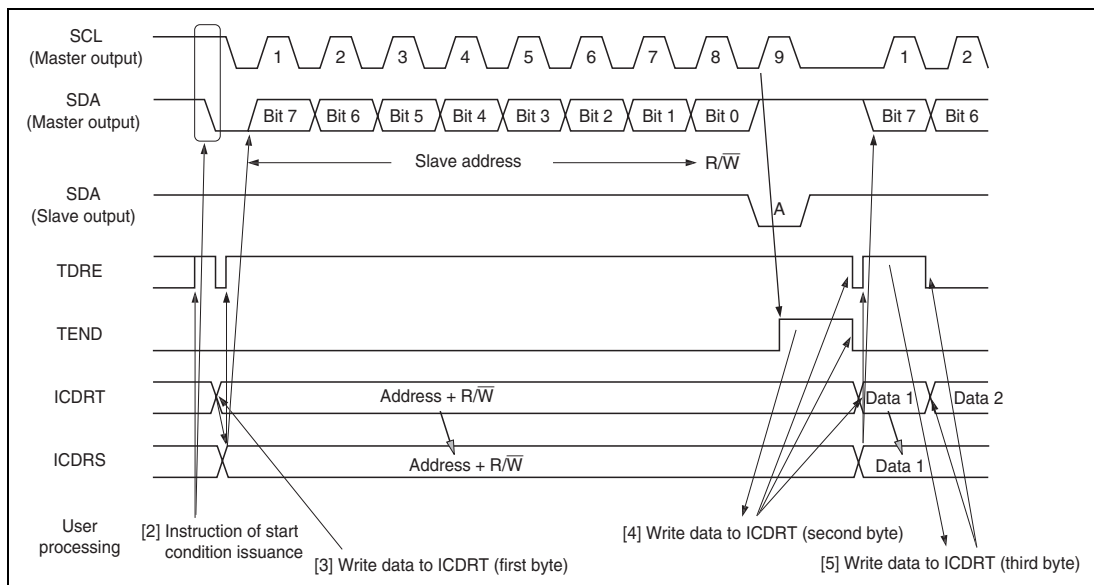 SCL
(Master output)
1 2 3 4 5 6 7 8 9 1 2
SDA
(Master output)
Bit 7 Bit 6 Bit 5 Bit 4 Bit 3 Bit 2 Bit 1 Bit 0 Bit 7 Bit 6
Slave address R/W̅
SDA
(Slave output)
A
TDRE
TEND
ICDRT
Address + R/W̅ Data 1 Data 2
ICDRS
Address + R/W̅ Data 1
User
processing
[2] Instruction of start
condition issuance
[3] Write data to ICDRT (first byte)
[4] Write data to ICDRT (second byte)
[5] Write data to ICDRT (third byte)